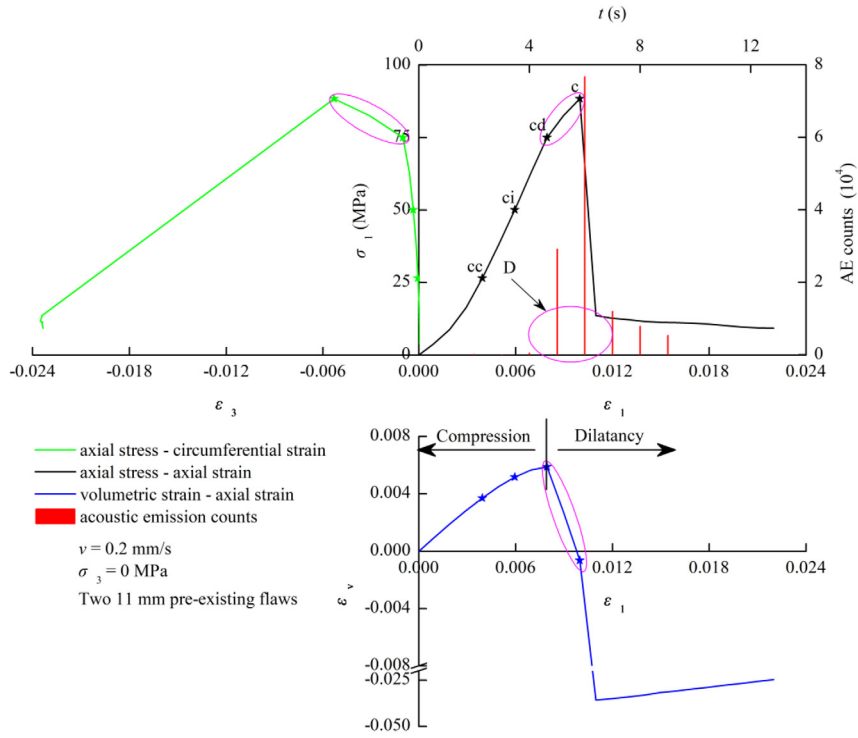 t (s)
0 4 8 12
100 8
c
75 cd 6
σ 1 (MPa)
AE counts (10⁴)
50 ci 4
cc
25 D 2
0 0
-0.024 -0.018 -0.012 -0.006 0.006 0.012 0.018 0.024
ε 3 ε 1
axial stress - circumferential strain
axial stress - axial strain
volumetric strain - axial strain
acoustic emission counts
v = 0.2 mm/s
σ 3 = 0 MPa
Two 11 mm pre-existing flaws
0.008 Compression Dilatancy
0.004
0.000
0.006 0.012 0.018 0.024
ε v ε 1
-0.004
-0.008
-0.025
-0.050